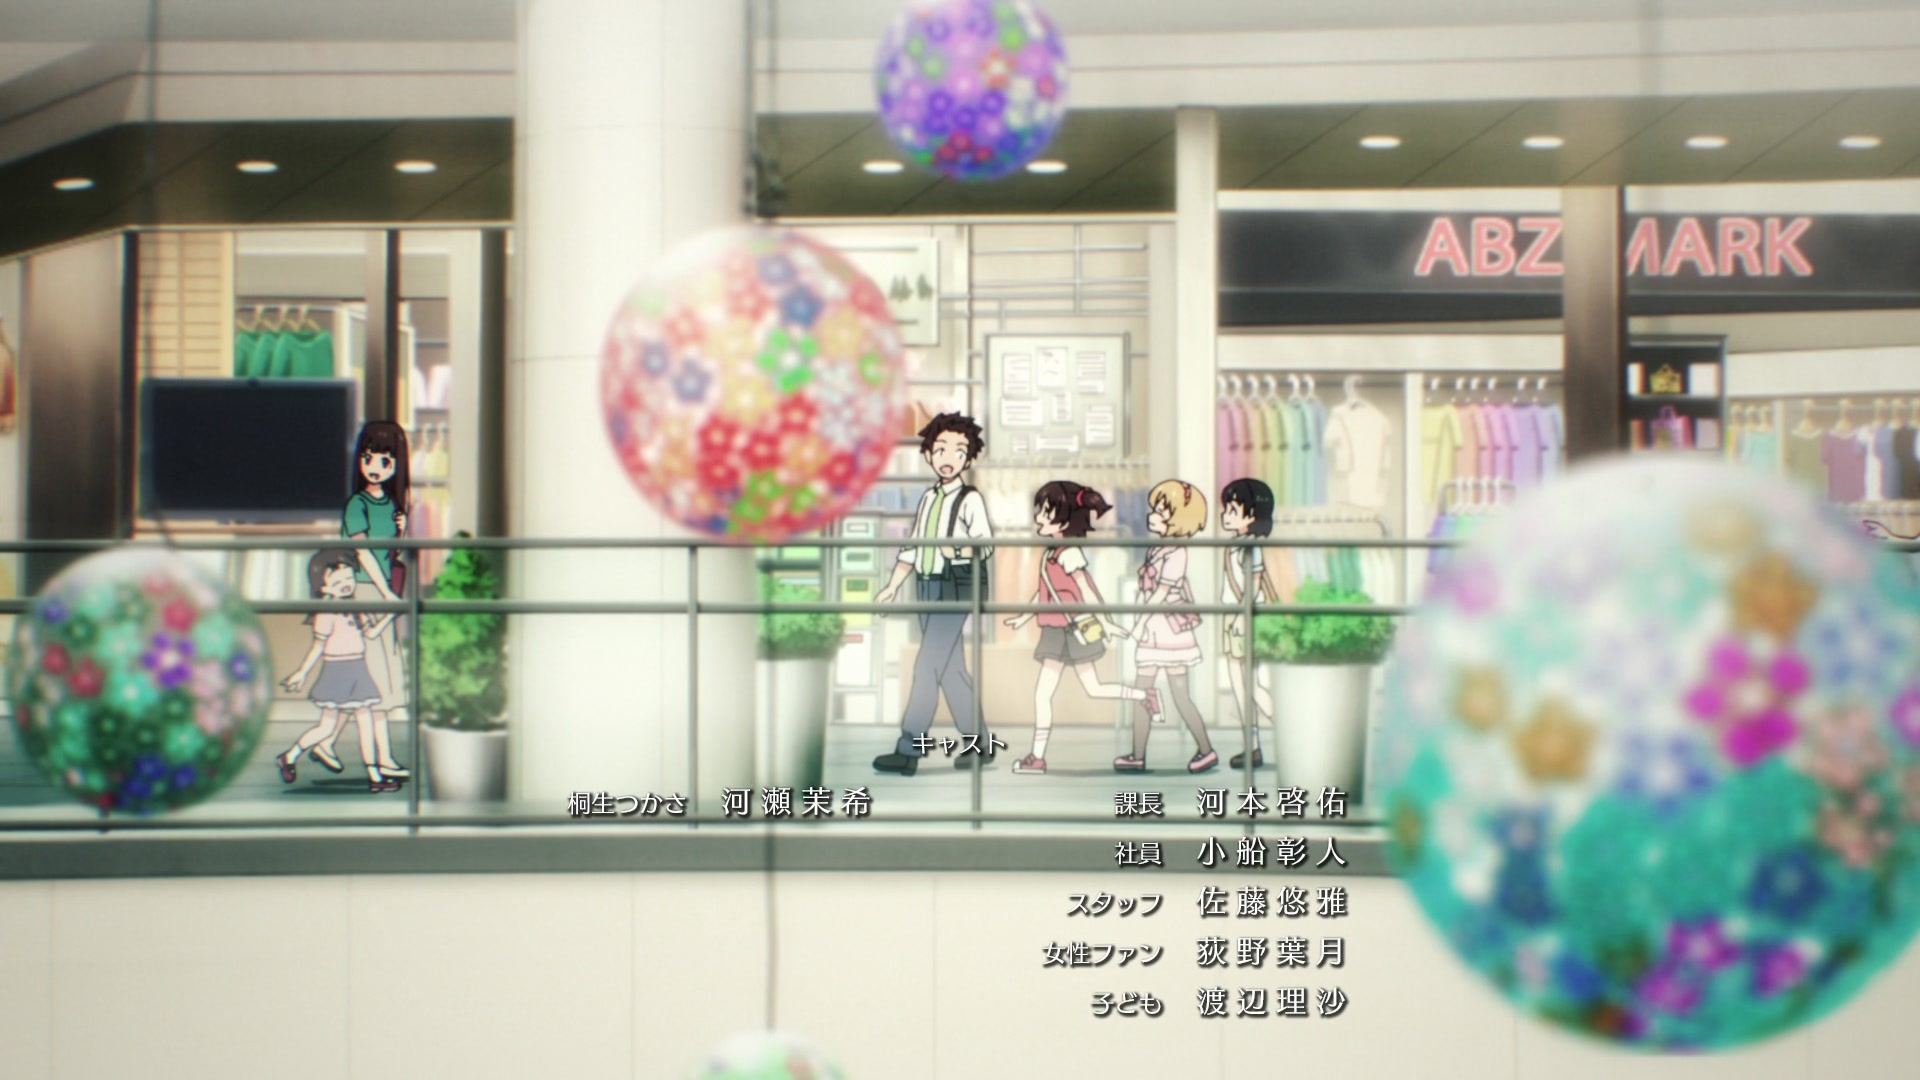 ABZ MARK
キャスト
桐生つかさ 河瀬茉希
課長 河本啓佑
社員 小船彰人
スタッフ 佐藤悠雅
女性ファン 荻野葉月
子ども 渡辺理沙